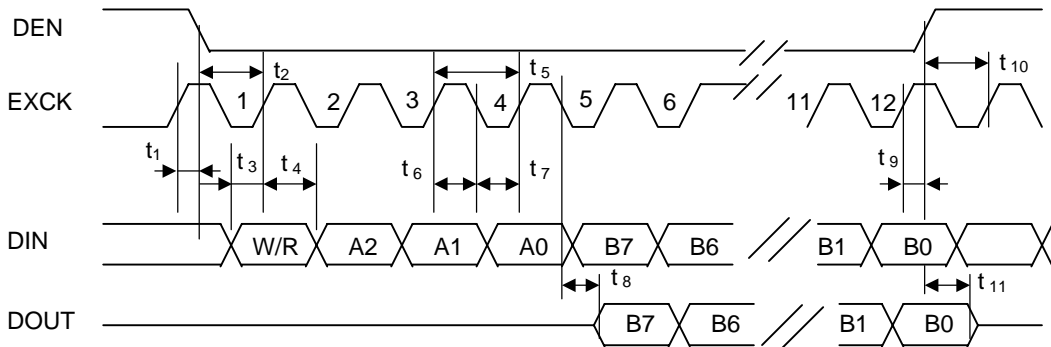 DEN
t2 t5 t10
EXCK 1 2 3 4 5 6 11 12
t1 t3 t4 t6 t7 t9
DIN W/R A2 A1 A0 B7 B6 B1 B0
t8 t11
DOUT B7 B6 B1 B0